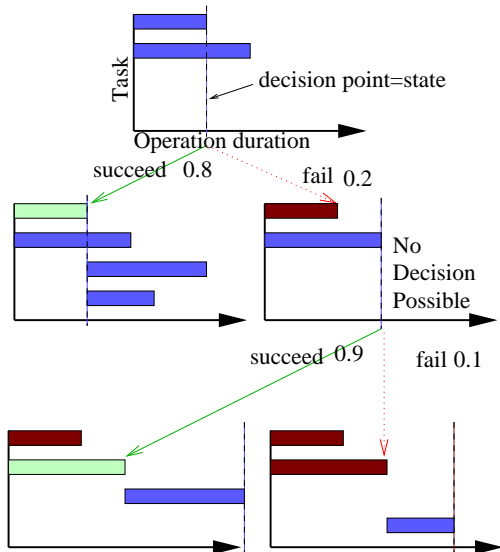 Task
decision point=state
Operation duration
succeed 0.8
fail 0.2
No
Decision
Possible
succeed 0.9
fail 0.1